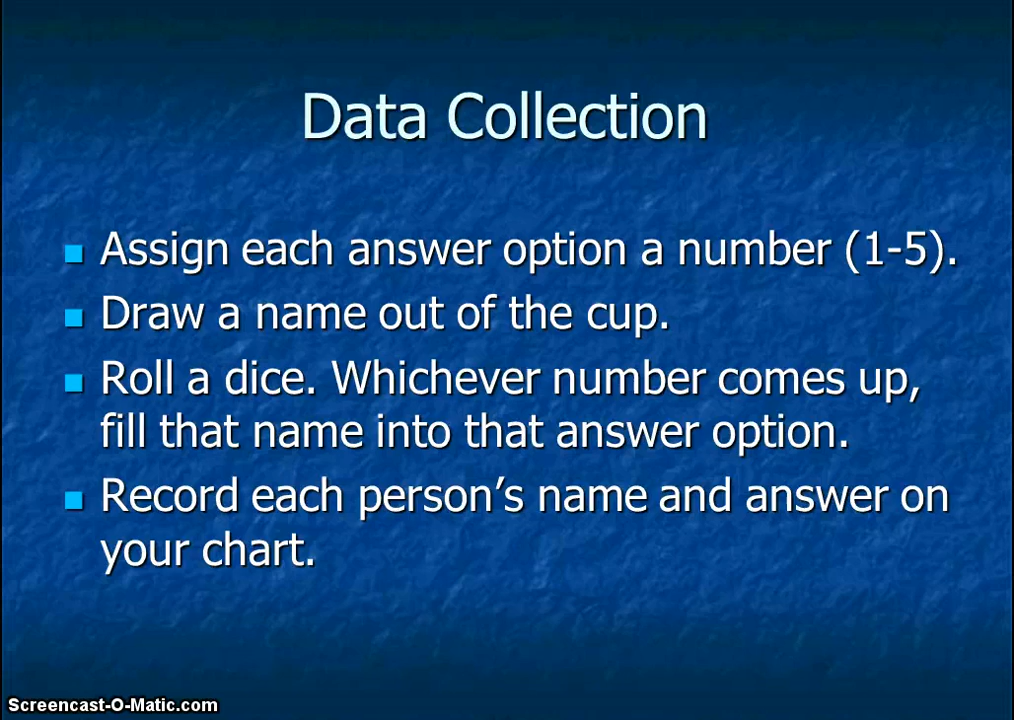 Data Collection
Assign each answer option a number (1-5).
Draw a name out of the cup.
Roll a dice. Whichever number comes up,
fill that name into that answer option.
Record each person’s name and answer on
your chart.
Screencast-O-Matic.com